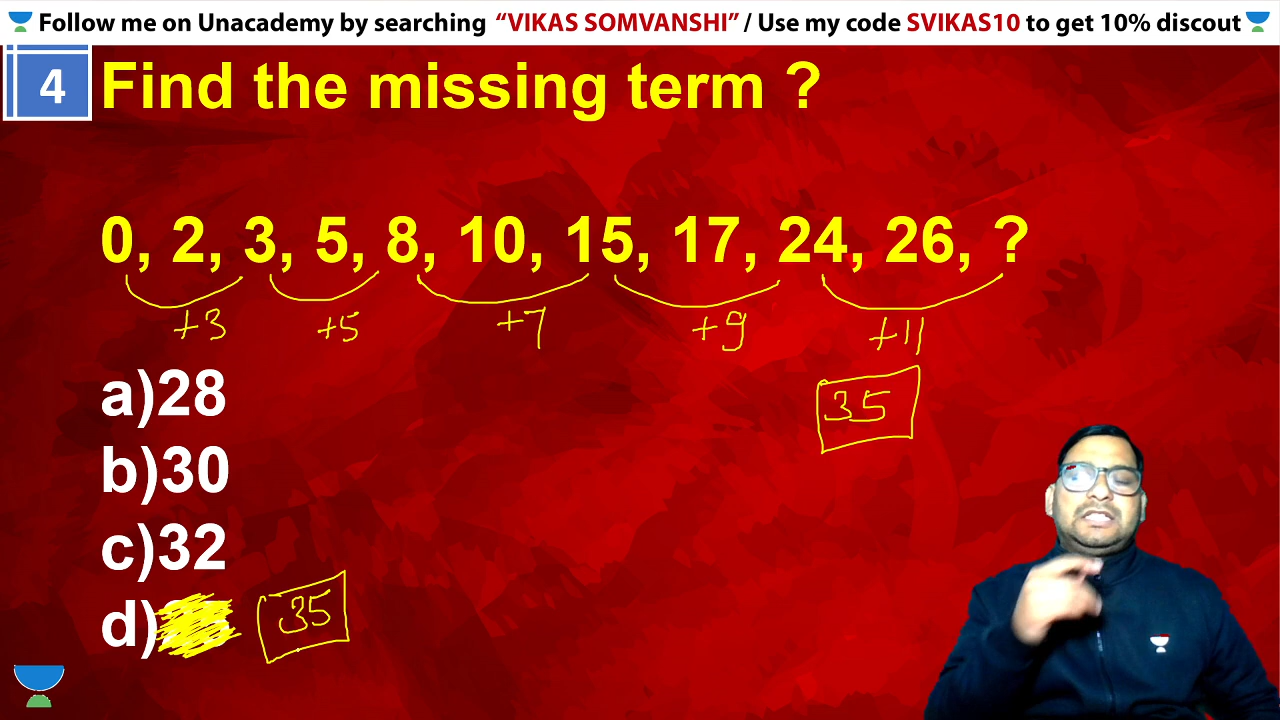 Follow me on Unacademy by searching "VIKAS SOMVANSHI" / Use my code SVIKAS10 to get 10% discout
4 Find the missing term ?
0, 2, 3, 5, 8, 10, 15, 17, 24, 26, ?
+3 +5 +7 +9 +11
a)28
35
b)30
c)32
d) 35